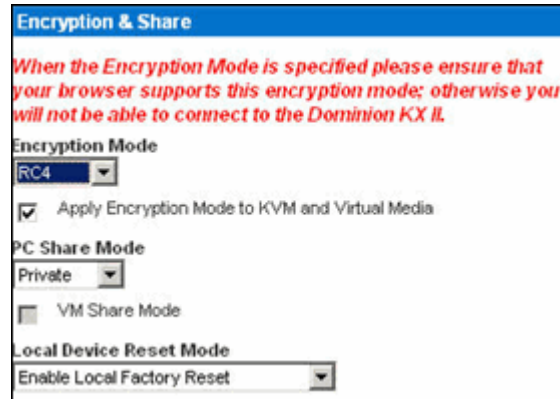 Encryption & Share
When the Encryption Mode is specified please ensure that
your browser supports this encryption mode; otherwise you
will not be able to connect to the Dominion KX II.
Encryption Mode
RC4
Apply Encryption Mode to KVM and Virtual Media
PC Share Mode
Private
VM Share Mode
Local Device Reset Mode
Enable Local Factory Reset